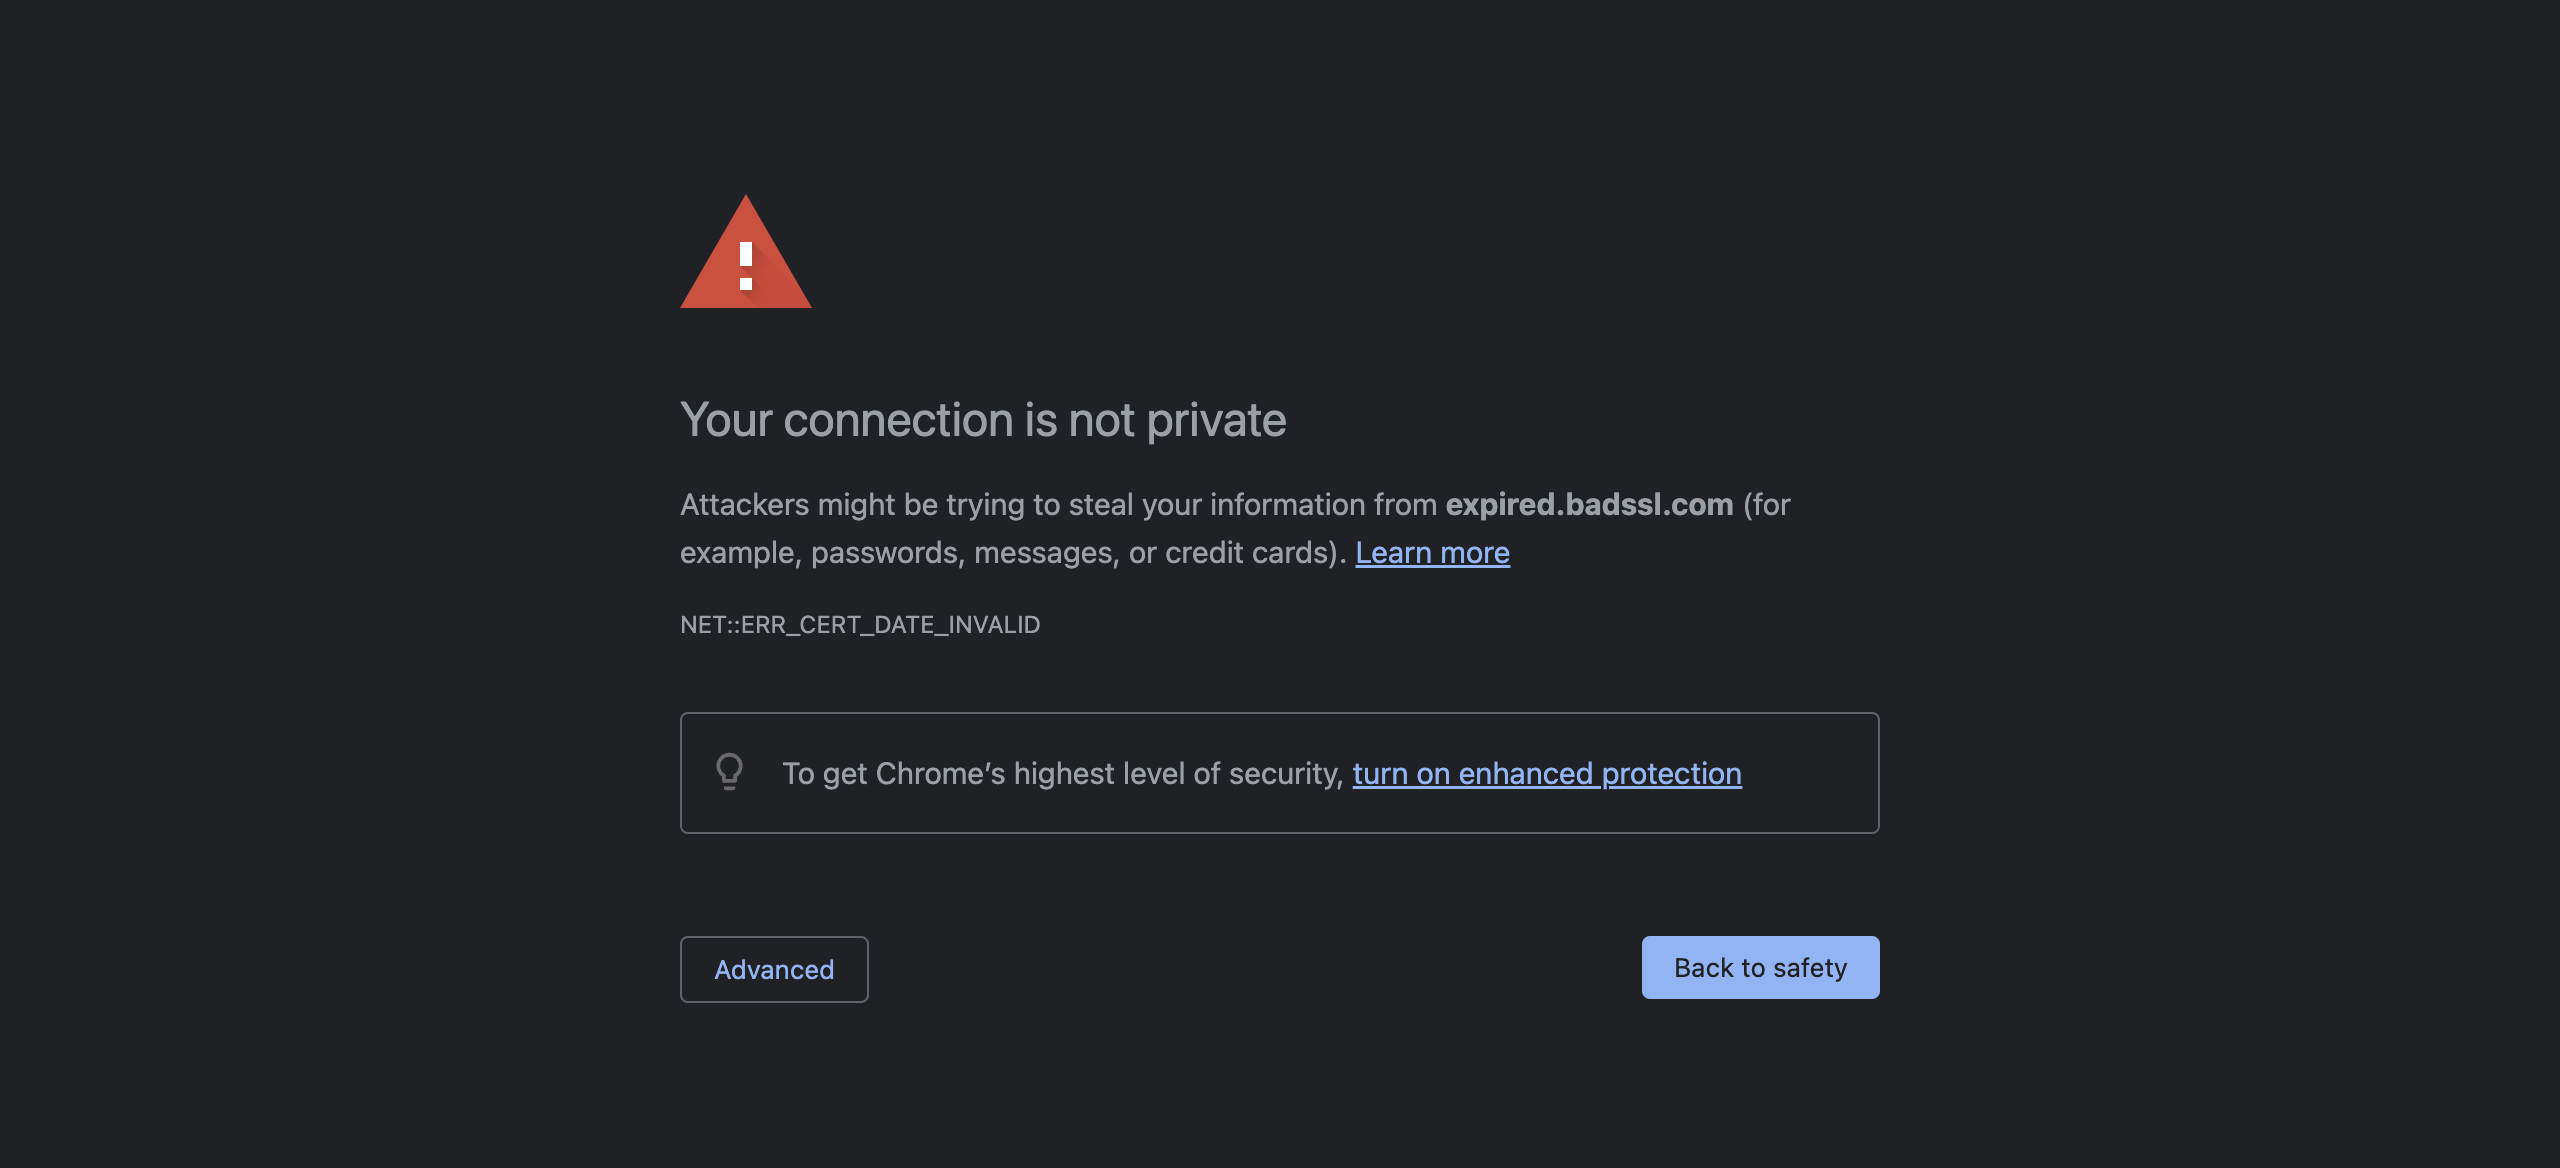 Your connection is not private
Attackers might be trying to steal your information from expired.badssl.com (for
example, passwords, messages, or credit cards). Learn more
NET::ERR_CERT_DATE_INVALID
To get Chrome’s highest level of security, turn on enhanced protection
Advanced
Back to safety